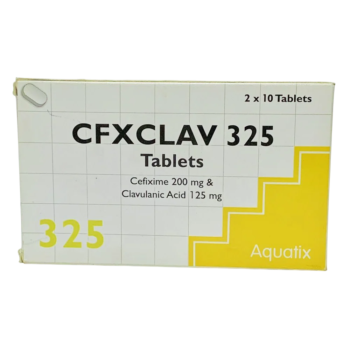 2 x 10 Tablets
CFXCLAV 325
Tablets
Cefixime 200 mg &
Clavulanic Acid 125 mg
325
Aquatix